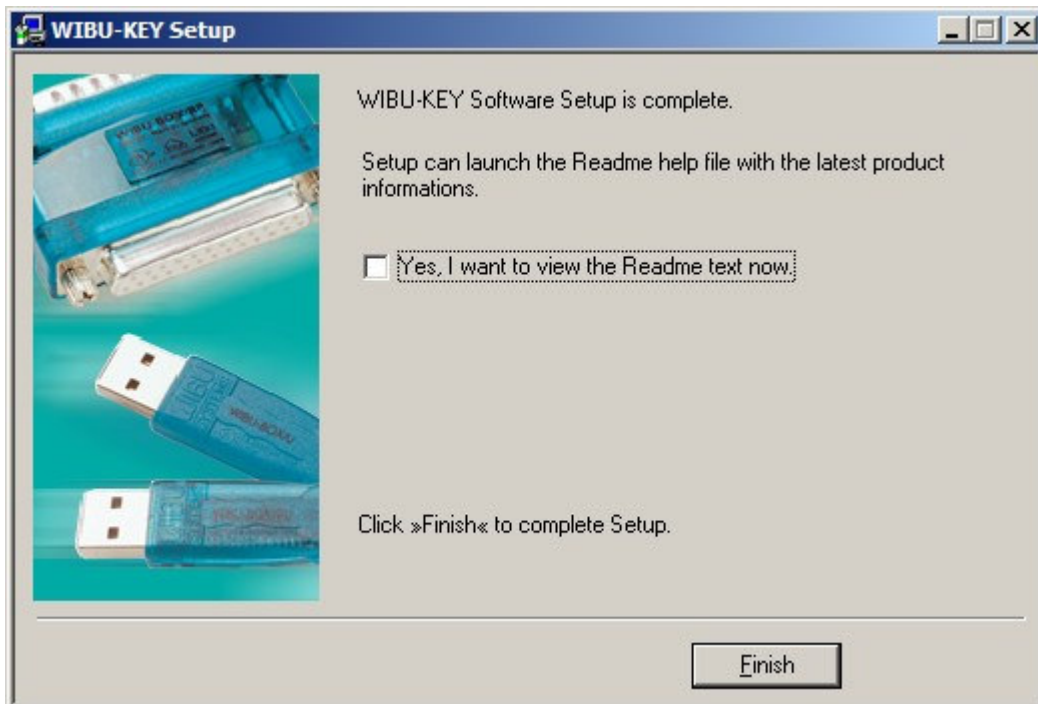 WIBU-KEY Setup
WIBU-KEY Software Setup is complete.
Setup can launch the Readme help file with the latest product
informations.
Yes, I want to view the Readme text now.
Click »Finish« to complete Setup.
Finish